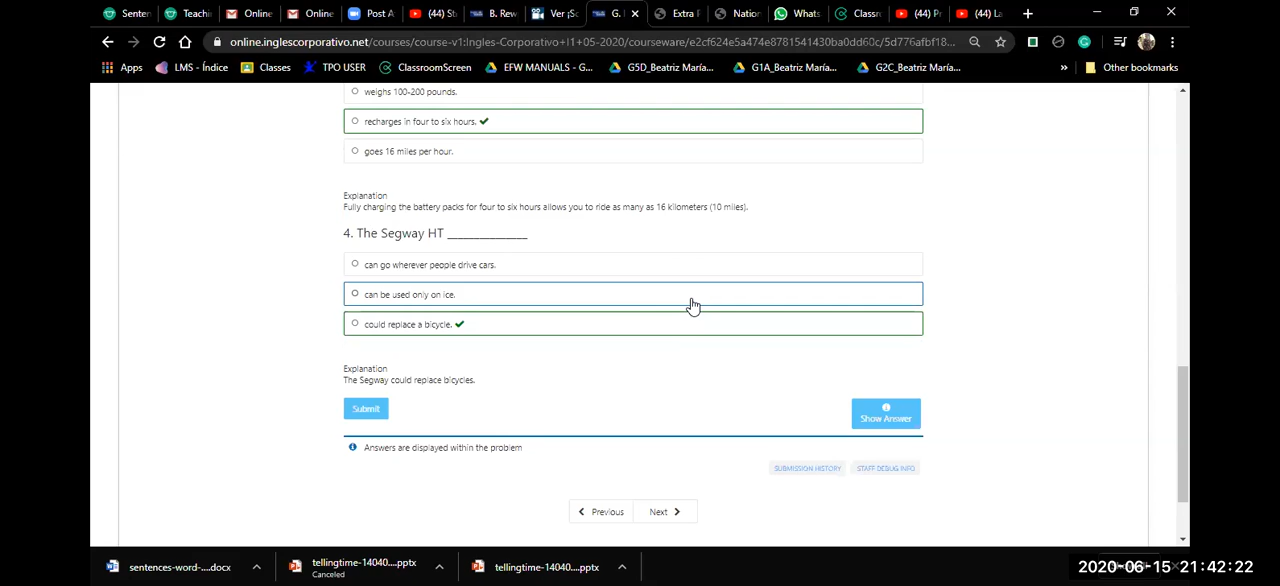 Senten
Teachi
Online
Online
Post A
(44) St
B. Rew
Ver ¡Sc
G.
Extra F
Nation
Whats
Classro
(44) Pr
(44) La
online.inglescorporativo.net/courses/course-v1:Ingles-Corporativo+I1+05-2020/courseware/e2cf624e5a474e8781541430ba0dd60c/5d776afbf18...
Apps
LMS - Índice
Classes
TPO USER
ClassroomScreen
EFW MANUALS - G...
G5D_Beatriz María...
G1A_Beatriz María...
G2C_Beatriz María...
»
Other bookmarks
weighs 100-200 pounds.
recharges in four to six hours.
goes 16 miles per hour.
Explanation
Fully charging the battery packs for four to six hours allows you to ride as many as 16 kilometers (10 miles).
4. The Segway HT _______________
can go wherever people drive cars.
can be used only on ice.
could replace a bicycle.
Explanation
The Segway could replace bicycles.
Submit
Show Answer
Answers are displayed within the problem
SUBMISSION HISTORY
STAFF DEBUG INFO
Previous
Next
sentences-word-....docx
tellingtime-14040....pptx
Canceled
tellingtime-14040....pptx
2020-06-15 21:42:22